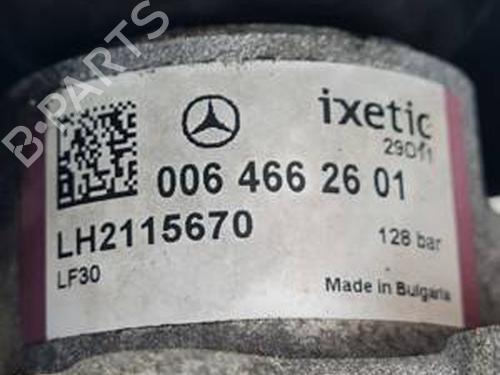 ixetic
29D11
006 466 26 01
LH2115670
128 bar
LF30
Made in Bulgaria
B-PARTS